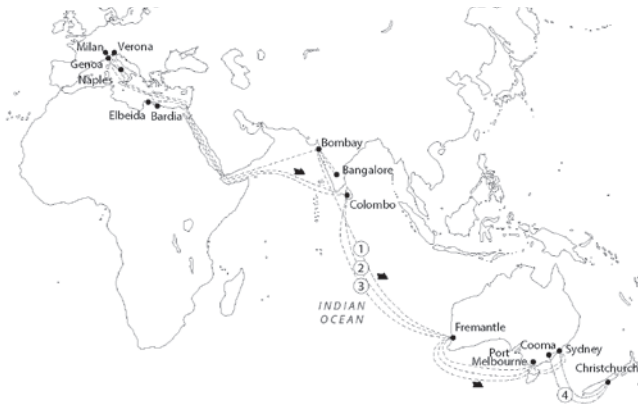 Milan
Verona
Genoa
Naples
Elbeida
Bardia
Bombay
Bangalore
Colombo
1
2
3
INDIAN
OCEAN
Fremantle
Port
Melbourne
Cooma
Sydney
Christchurch
4